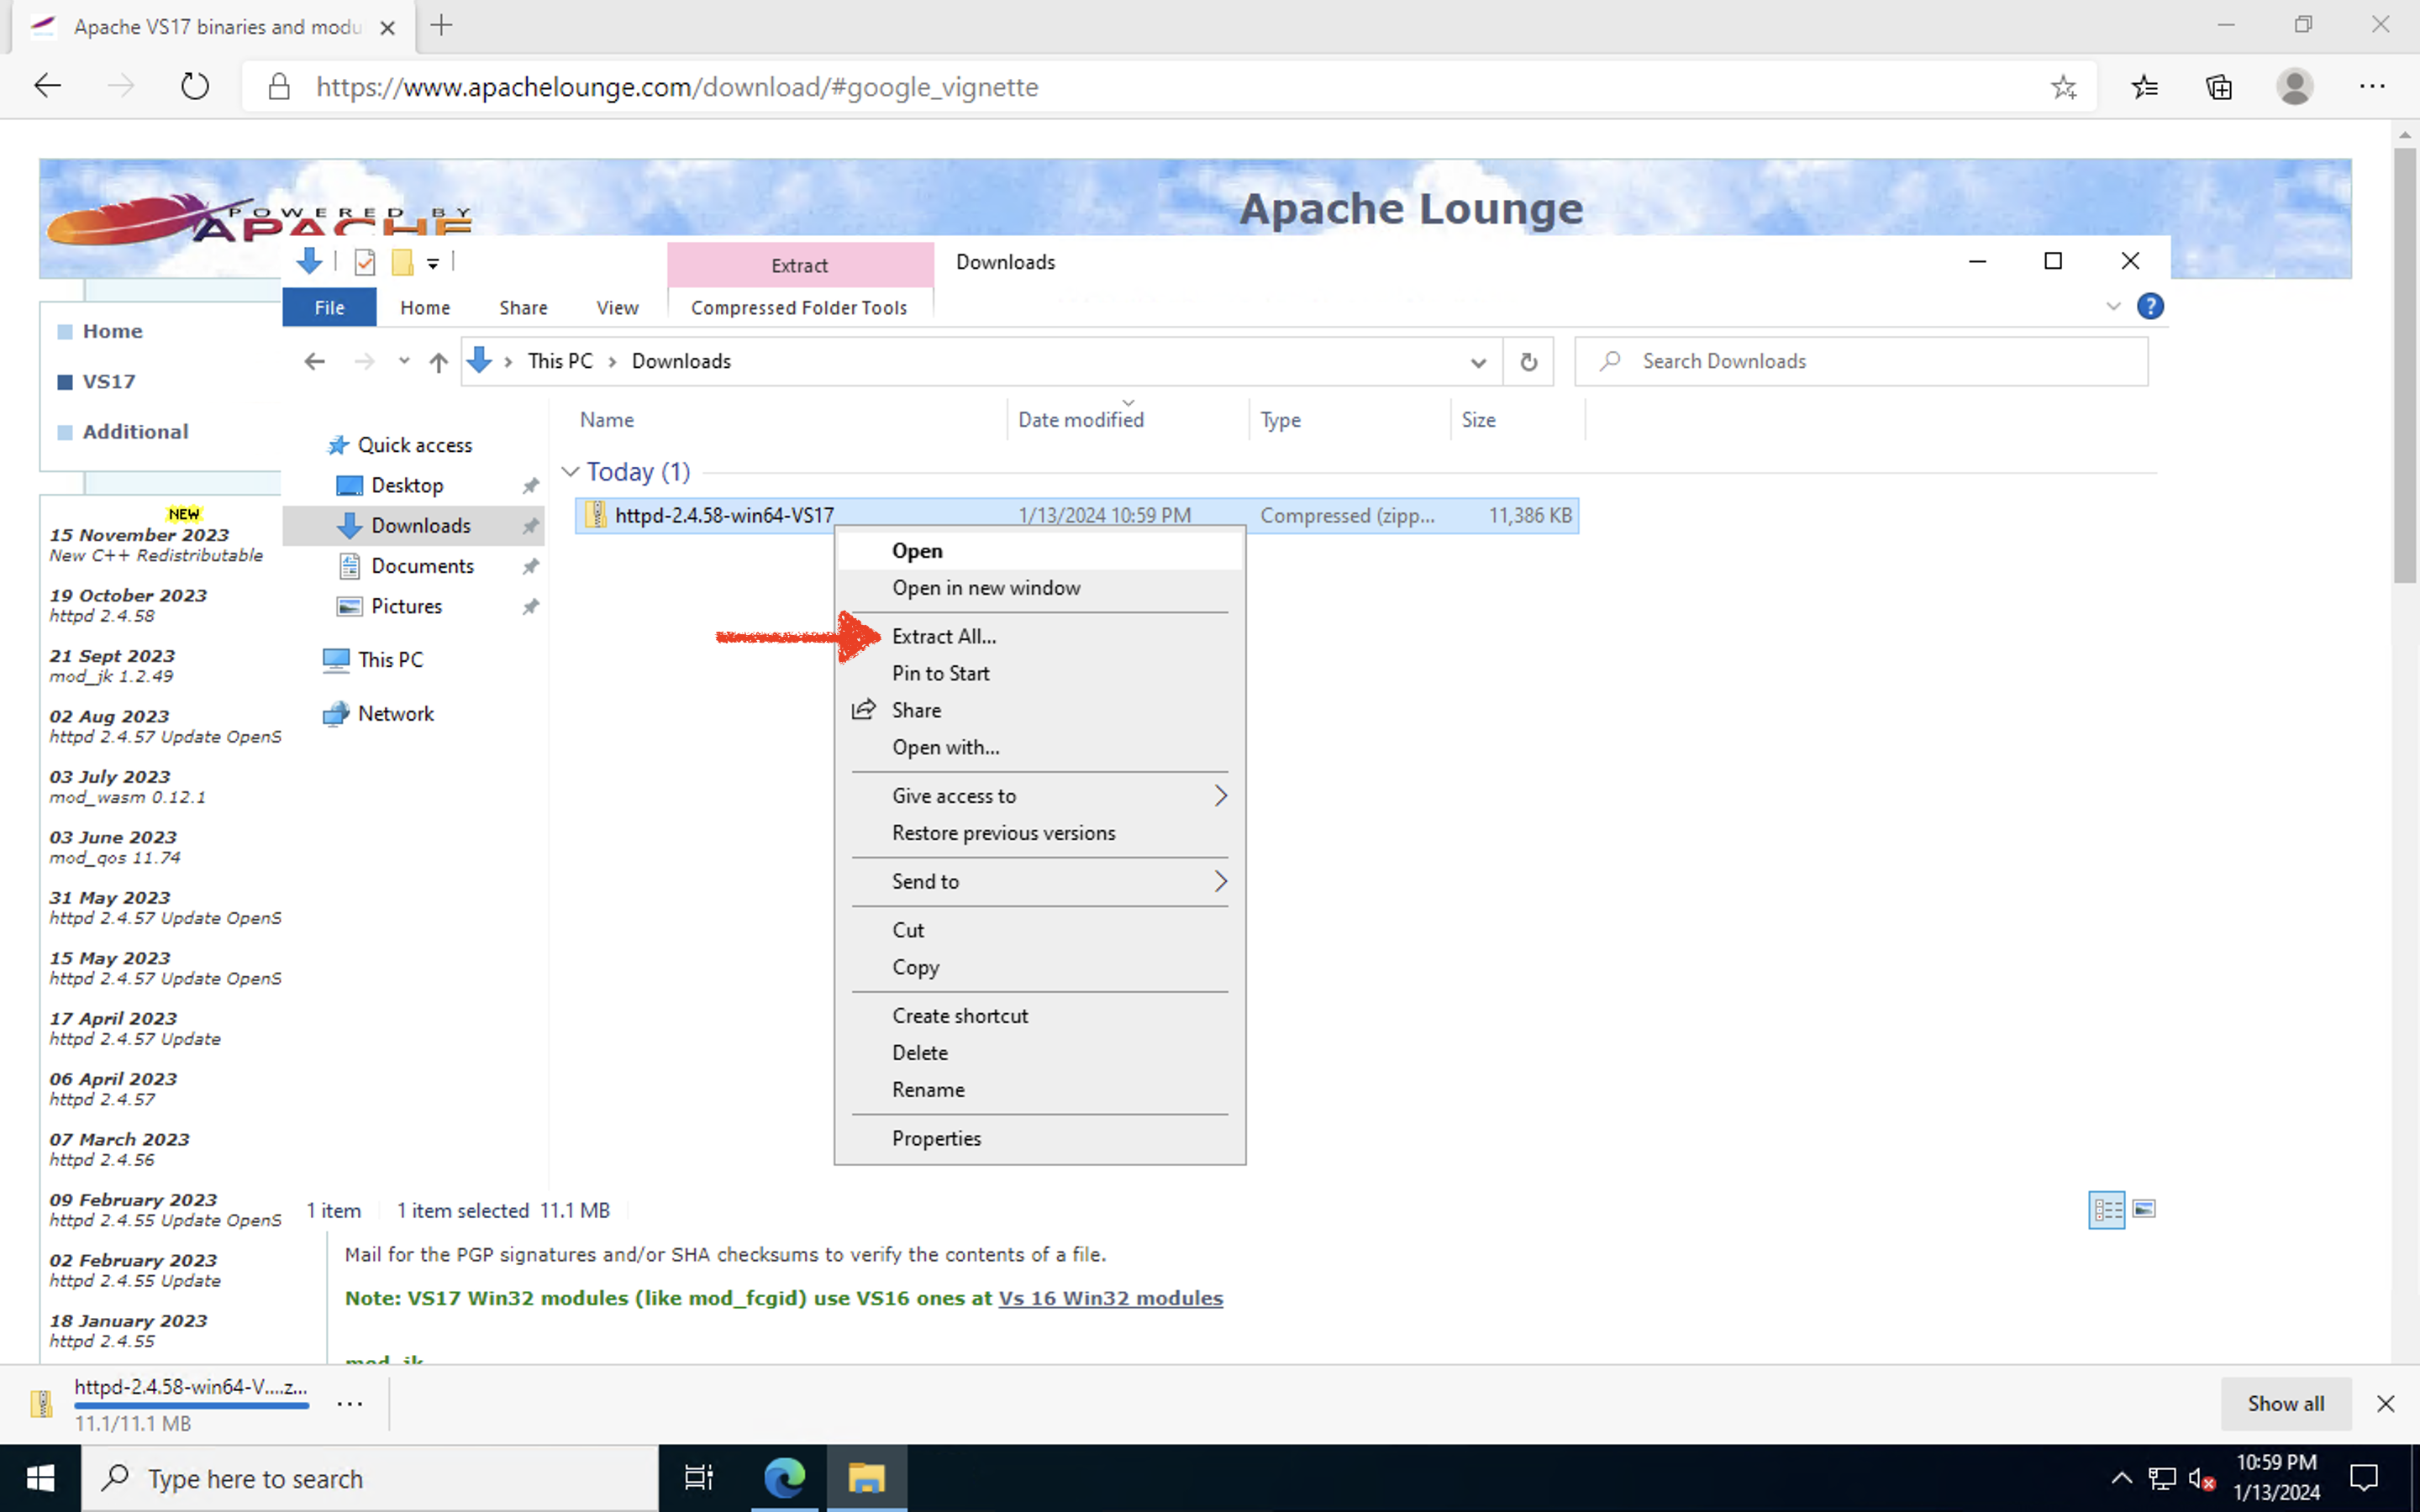 Apache VS17 binaries and modu
https://www.apachelounge.com/download/#google_vignette
POWERED BY
APACHE
Apache Lounge
Extract
Downloads
File
Home
Share
View
Compressed Folder Tools
This PC
Downloads
Search Downloads
Home
VS17
Additional
NEW
15 November 2023
New C++ Redistributable
19 October 2023
httpd 2.4.58
21 Sept 2023
mod_jk 1.2.49
02 Aug 2023
httpd 2.4.57 Update OpenS
03 July 2023
mod_wasm 0.12.1
03 June 2023
mod_qos 11.74
31 May 2023
httpd 2.4.57 Update OpenS
15 May 2023
httpd 2.4.57 Update OpenS
17 April 2023
httpd 2.4.57 Update
06 April 2023
httpd 2.4.57
07 March 2023
httpd 2.4.56
09 February 2023
httpd 2.4.55 Update OpenS
02 February 2023
httpd 2.4.55 Update
18 January 2023
httpd 2.4.55
Quick access
Desktop
Downloads
Documents
Pictures
This PC
Network
Name
Date modified
Type
Size
Today (1)
httpd-2.4.58-win64-VS17
1/13/2024 10:59 PM
Compressed (zipp...
11,386 KB
Open
Open in new window
Extract All...
Pin to Start
Share
Open with...
Give access to
Restore previous versions
Send to
Cut
Copy
Create shortcut
Delete
Rename
Properties
1 item
1 item selected 11.1 MB
Mail for the PGP signatures and/or SHA checksums to verify the contents of a file.
Note: VS17 Win32 modules (like mod_fcgid) use VS16 ones at Vs 16 Win32 modules
mod_jk
httpd-2.4.58-win64-V....z...
11.1/11.1 MB
Show all
Type here to search
10:59 PM
1/13/2024